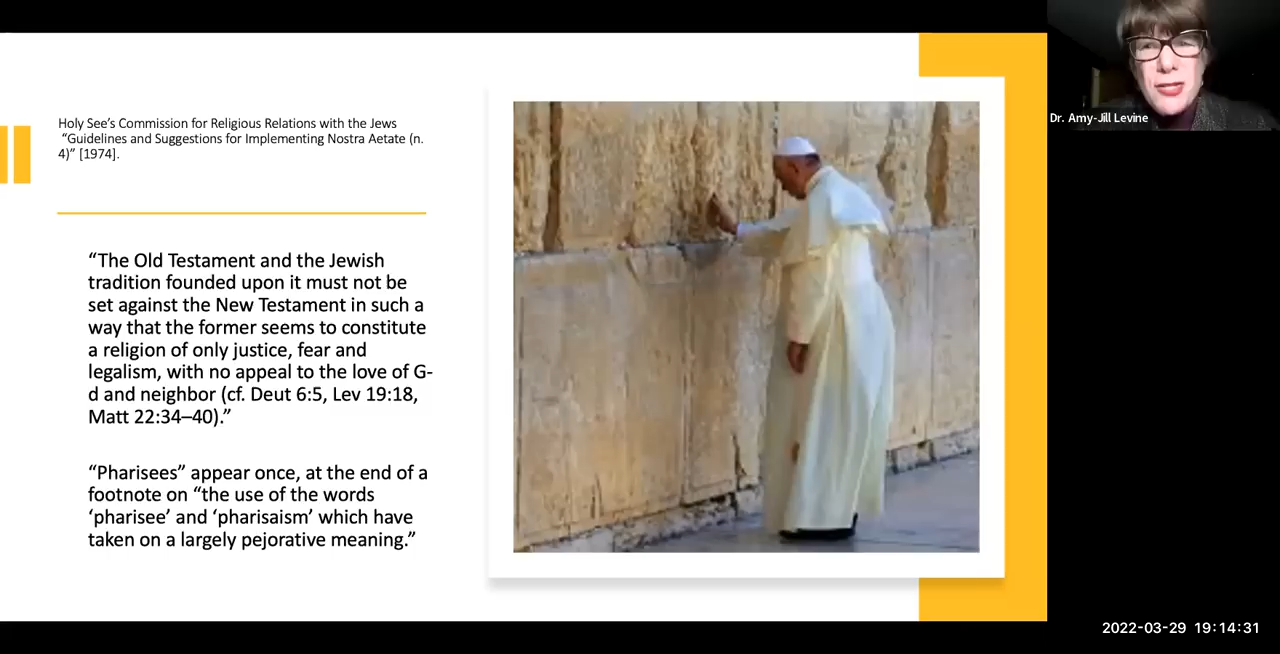 Holy See’s Commission for Religious Relations with the Jews
“Guidelines and Suggestions for Implementing Nostra Aetate (n.
4)” [1974].
“The Old Testament and the Jewish
tradition founded upon it must not be
set against the New Testament in such a
way that the former seems to constitute
a religion of only justice, fear and
legalism, with no appeal to the love of G-
d and neighbor (cf. Deut 6:5, Lev 19:18,
Matt 22:34–40).”
“Pharisees” appear once, at the end of a
footnote on “the use of the words
‘pharisee’ and ‘pharisaism’ which have
taken on a largely pejorative meaning.”
Dr. Amy-Jill Levine
2022-03-29 19:14:31